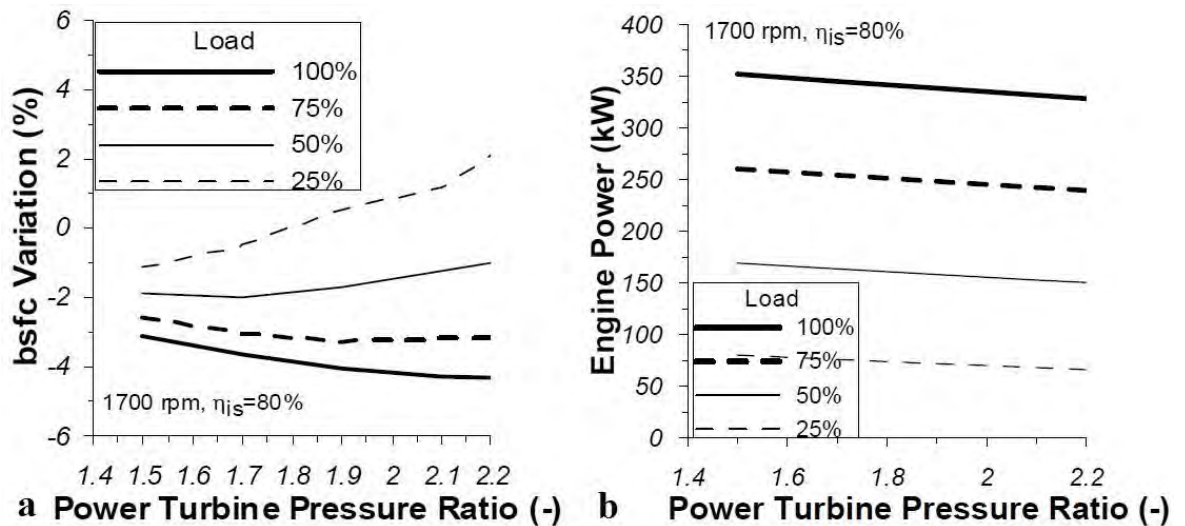 6
4
2
0
-2
-4
-6
bsfc Variation (%)
Load
100%
75%
50%
25%
1700 rpm, ηis=80%
1.4 1.5 1.6 1.7 1.8 1.9 2 2.1 2.2
a Power Turbine Pressure Ratio (-)
400
350
300
250
200
150
100
50
0
Engine Power (kW)
1700 rpm, ηis=80%
Load
100%
75%
50%
25%
1.4 1.6 1.8 2 2.2
b Power Turbine Pressure Ratio (-)